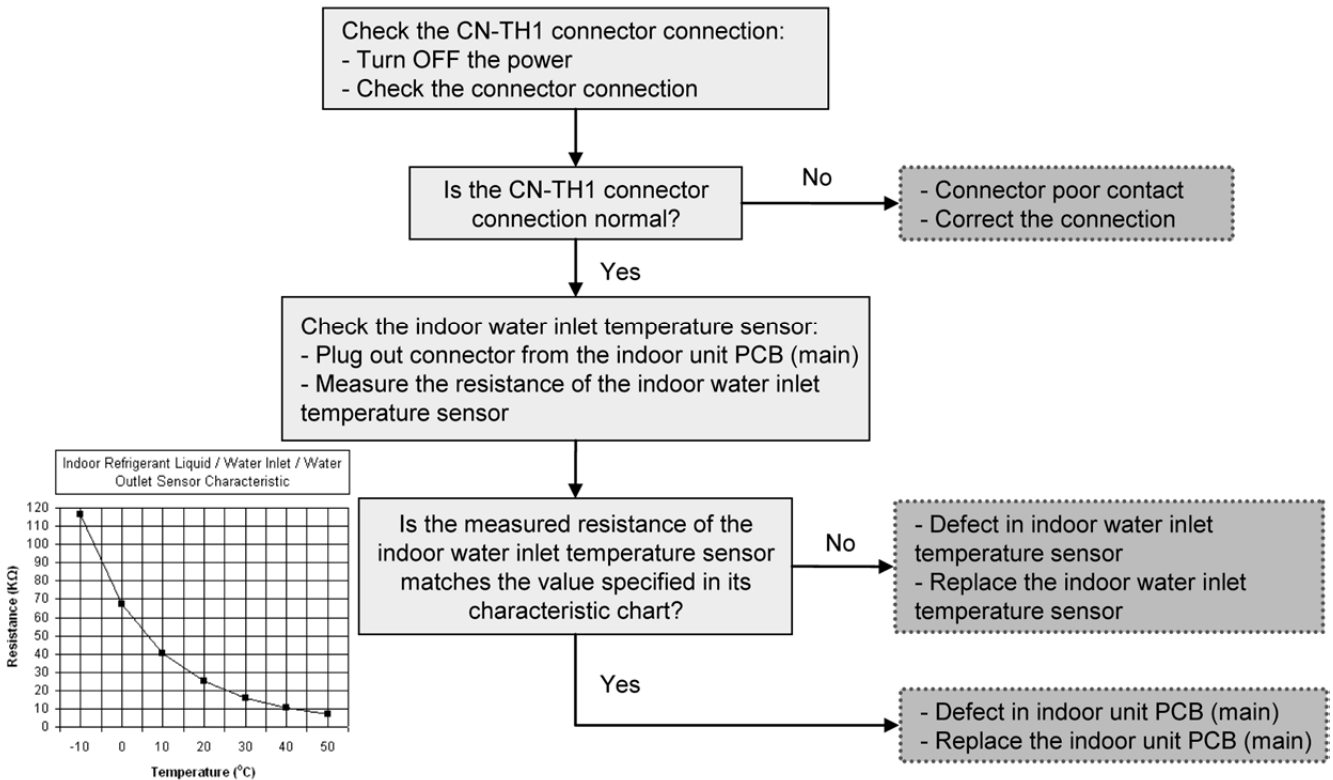 Check the CN-TH1 connector connection:
- Turn OFF the power
- Check the connector connection
Is the CN-TH1 connector
connection normal?
No
- Connector poor contact
- Correct the connection
Yes
Check the indoor water inlet temperature sensor:
- Plug out connector from the indoor unit PCB (main)
- Measure the resistance of the indoor water inlet
temperature sensor
Is the measured resistance of the
indoor water inlet temperature sensor
matches the value specified in its
characteristic chart?
No
- Defect in indoor water inlet
temperature sensor
- Replace the indoor water inlet
temperature sensor
Yes
- Defect in indoor unit PCB (main)
- Replace the indoor unit PCB (main)
Indoor Refrigerant Liquid / Water Inlet / Water
Outlet Sensor Characteristic
Resistance (KΩ)
120
110
100
90
80
70
60
50
40
30
20
10
0
-10 0 10 20 30 40 50
Temperature (°C)